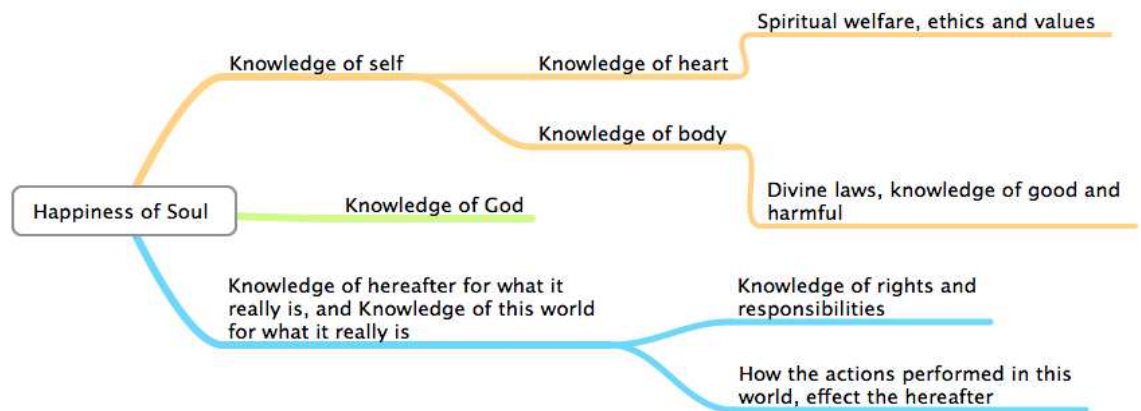 Spiritual welfare, ethics and values
Knowledge of self
Knowledge of heart
Knowledge of body
Divine laws, knowledge of good and
harmful
Happiness of Soul
Knowledge of God
Knowledge of hereafter for what it
really is, and Knowledge of this world
for what it really is
Knowledge of rights and
responsibilities
How the actions performed in this
world, effect the hereafter